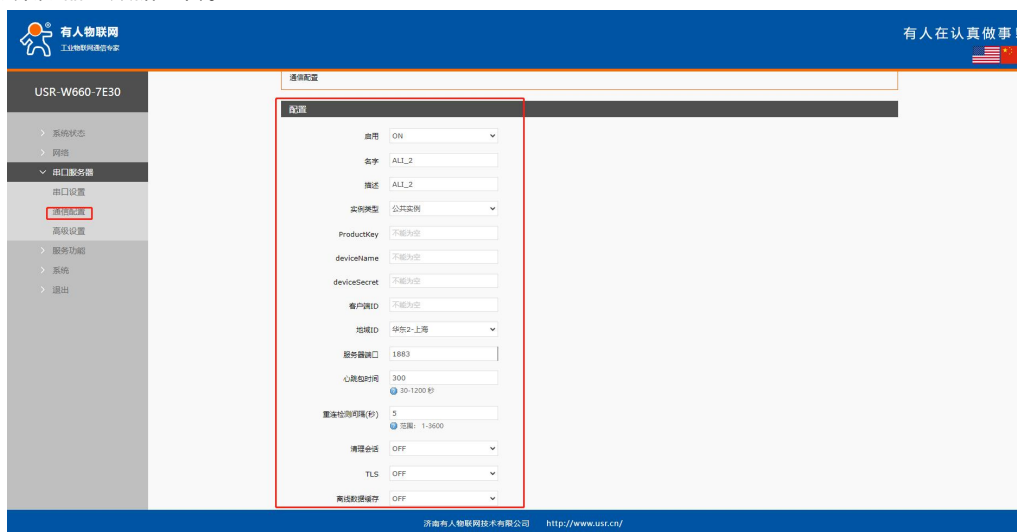 有人物联网
工业物联网通信专家
有人在认真做事!
USR-W660-7E30
系统状态
网络
串口服务器
串口设置
通信配置
高级设置
服务功能
系统
退出
通信配置
配置
启用 ON
名字 ALI_2
描述 ALI_2
实例类型 公共实例
ProductKey 不能为空
deviceName 不能为空
deviceSecret 不能为空
客户端ID 不能为空
地域ID 华东2-上海
服务器端口 1883
心跳包时间 300
30-1200 秒
重连检测间隔(秒) 5
范围: 1-3600
清理会话 OFF
TLS OFF
离线数据缓存 OFF
济南有人物联网技术有限公司 http://www.usr.cn/